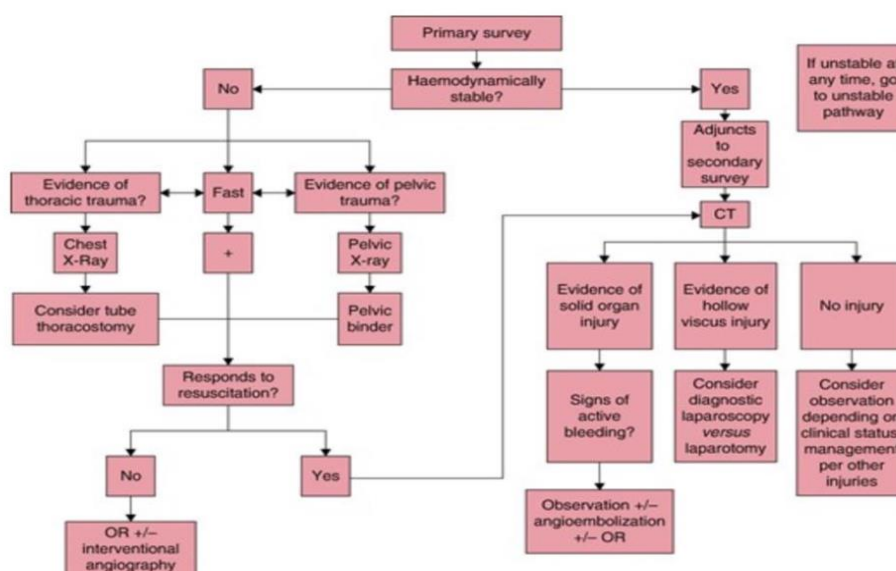 Primary survey
Haemodynamically
stable?
No
Yes
If unstable a
any time, go
to unstable
pathway
Adjuncts
to
secondary
survey
Evidence of
thoracic trauma?
Fast
Evidence of pelvic
trauma?
CT
Chest
X-Ray
+
Pelvic
X-ray
Consider tube
thoracostomy
Pelvic
binder
Evidence of
solid organ
injury
Evidence of
hollow
viscus injury
No injury
Responds to
resuscitation?
Signs of
active
bleeding?
Consider
diagnostic
laparoscopy
versus
laparotomy
Consider
observation
depending on
clinical status
management
per other
injuries
No
Yes
OR +/–
interventional
angiography
Observation +/–
angioembolization
+/– OR